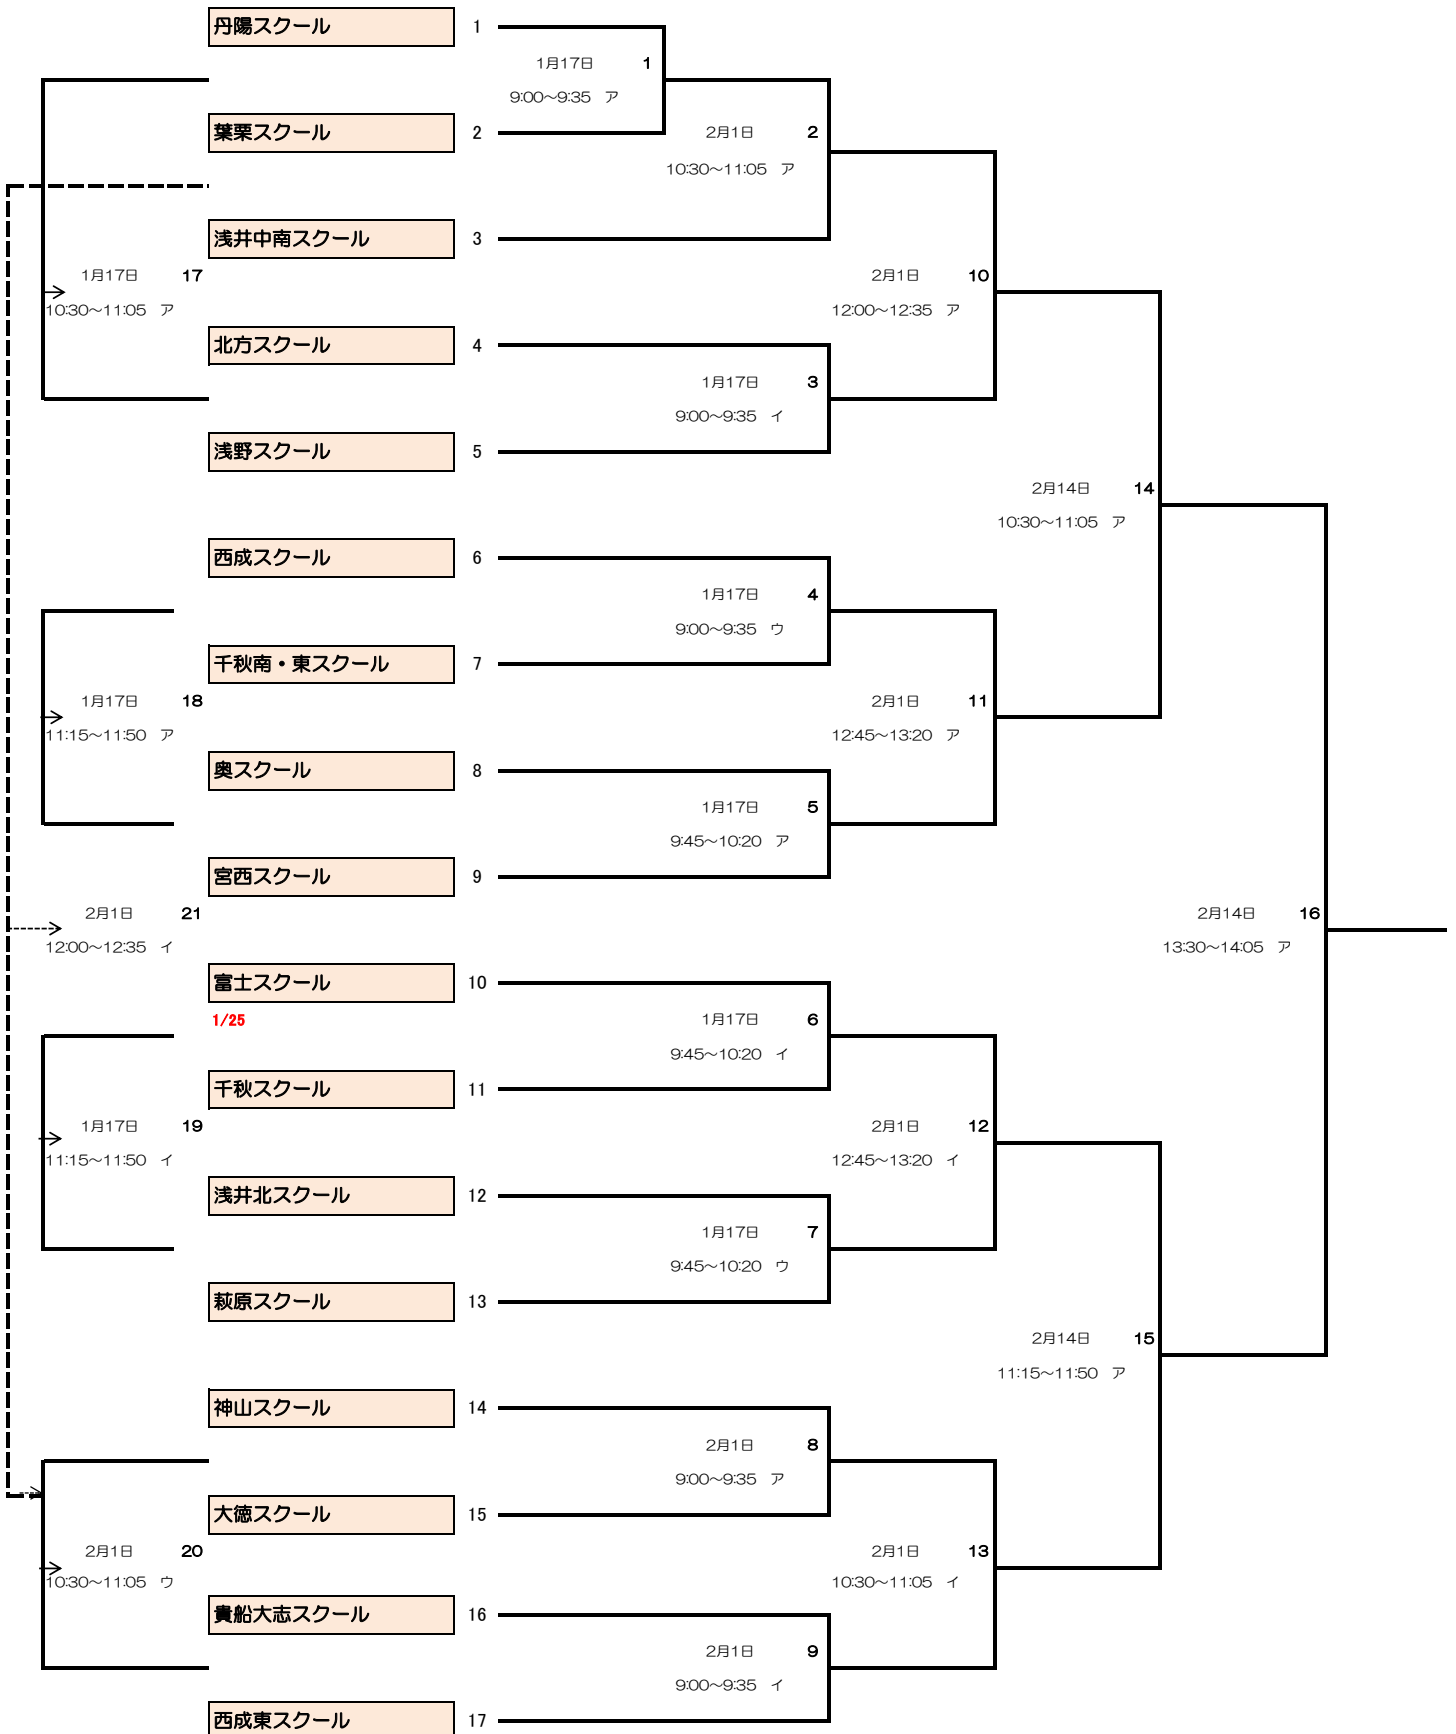 丹陽スクール 1
1月17日 1
9:00～9:35 ア
葉栗スクール 2
2月1日 2
10:30～11:05 ア
浅井中南スクール 3
1月17日 17
2月1日 10
10:30～11:05 ア
12:00～12:35 ア
北方スクール 4
1月17日 3
9:00～9:35 イ
浅野スクール 5
2月14日 14
10:30～11:05 ア
西成スクール 6
1月17日 4
9:00～9:35 ウ
千秋南・東スクール 7
1月17日 18
2月1日 11
11:15～11:50 ア
12:45～13:20 ア
奥スクール 8
1月17日 5
9:45～10:20 ア
宮西スクール 9
2月1日 21
2月14日 16
12:00～12:35 イ
13:30～14:05 ア
富士スクール 10
1/25
1月17日 6
9:45～10:20 イ
千秋スクール 11
1月17日 19
2月1日 12
11:15～11:50 イ
12:45～13:20 イ
浅井北スクール 12
1月17日 7
9:45～10:20 ウ
萩原スクール 13
2月14日 15
11:15～11:50 ア
神山スクール 14
2月1日 8
9:00～9:35 ア
大徳スクール 15
2月1日 20
2月1日 13
10:30～11:05 ウ
10:30～11:05 イ
貴船大志スクール 16
2月1日 9
9:00～9:35 イ
西成東スクール 17